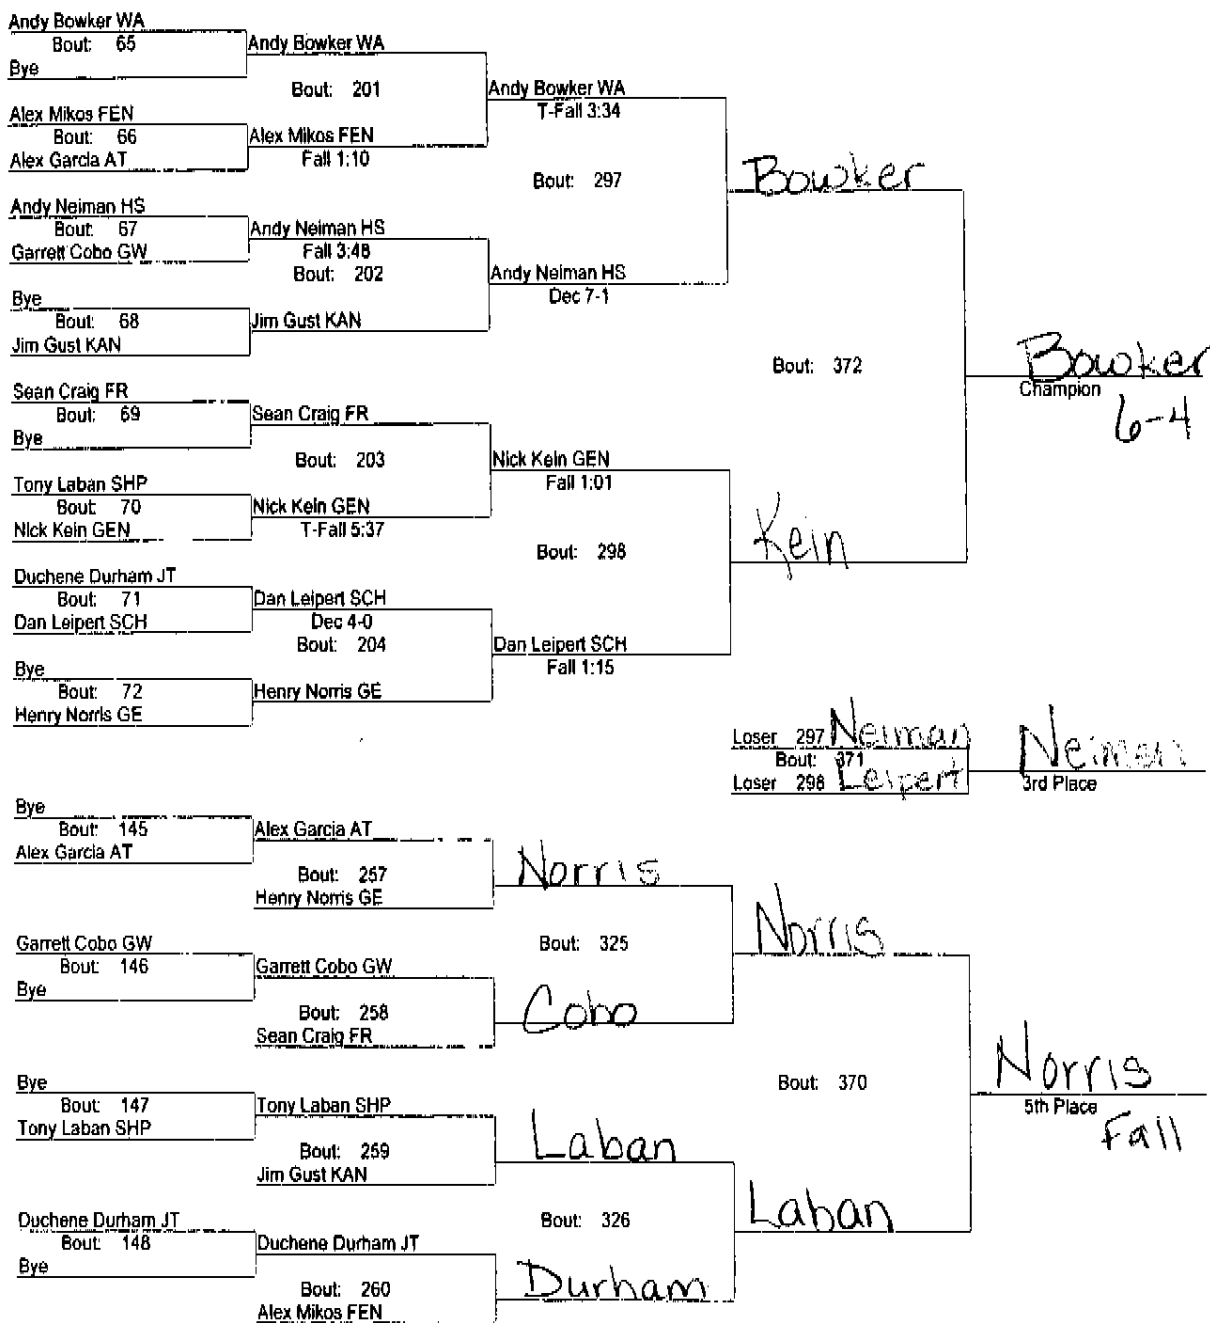 Andy Bowker WA
Bout: 65
Bye
Andy Bowker WA
Bout: 201
Alex Mikos FEN
Bout: 66
Alex Garcia AT
Alex Mikos FEN
Fall 1:10
Andy Bowker WA
T-Fall 3:34
Bout: 297
Andy Neiman HS
Bout: 67
Garrett Cobo GW
Andy Neiman HS
Fall 3:48
Bout: 202
Bye
Bout: 68
Jim Gust KAN
Jim Gust KAN
Andy Neiman HS
Dec 7-1
Bowker
Bout: 372
Sean Craig FR
Bout: 69
Bye
Sean Craig FR
Bout: 203
Tony Laban SHP
Bout: 70
Nick Kein GEN
Nick Kein GEN
T-Fall 5:37
Nick Kein GEN
Fall 1:01
Bout: 298
Duchene Durham JT
Bout: 71
Dan Leipert SCH
Dan Leipert SCH
Dec 4-0
Bout: 204
Bye
Bout: 72
Henry Norris GE
Henry Norris GE
Dan Leipert SCH
Fall 1:15
Kein
Bowker
Champion
6-4
Loser 297 Neiman
Bout: 371
Loser 298 Leipert
Neiman
3rd Place
Bye
Bout: 145
Alex Garcia AT
Alex Garcia AT
Bout: 257
Henry Norris GE
Norris
Bout: 325
Garrett Cobo GW
Bout: 146
Bye
Garrett Cobo GW
Bout: 258
Sean Craig FR
Cobo
Norris
Bout: 370
Bye
Bout: 147
Tony Laban SHP
Tony Laban SHP
Bout: 259
Jim Gust KAN
Laban
Bout: 326
Duchene Durham JT
Bout: 148
Bye
Duchene Durham JT
Bout: 260
Alex Mikos FEN
Durham
Laban
Norris
5th Place
Fall